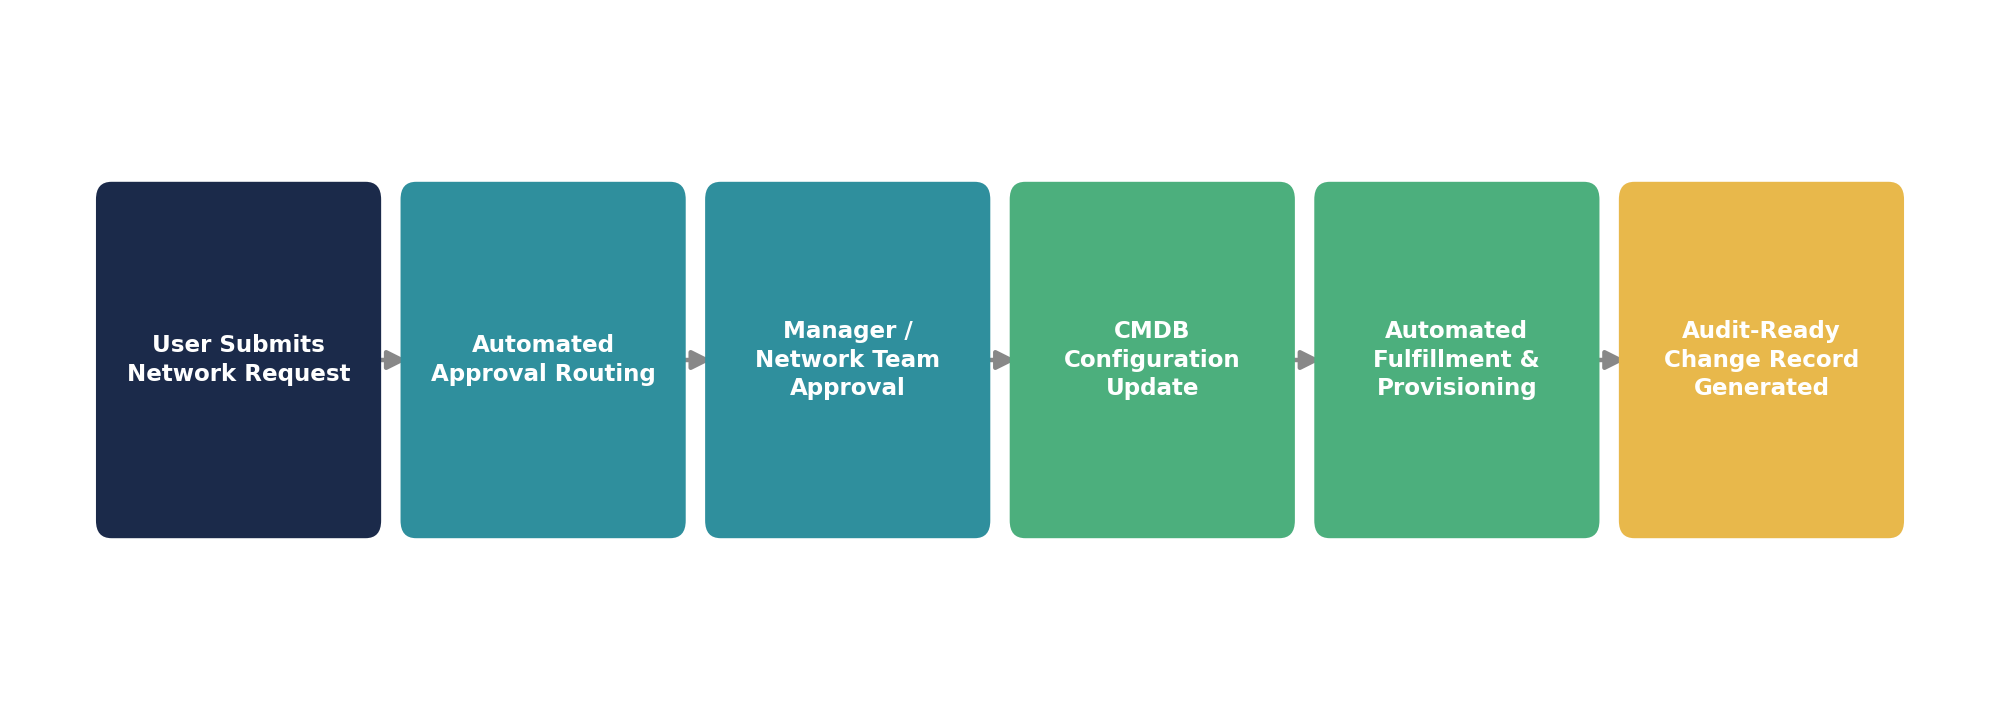 User Submits
Network Request
Automated
Approval Routing
Manager /
Network Team
Approval
CMDB
Configuration
Update
Automated
Fulfillment &
Provisioning
Audit-Ready
Change Record
Generated